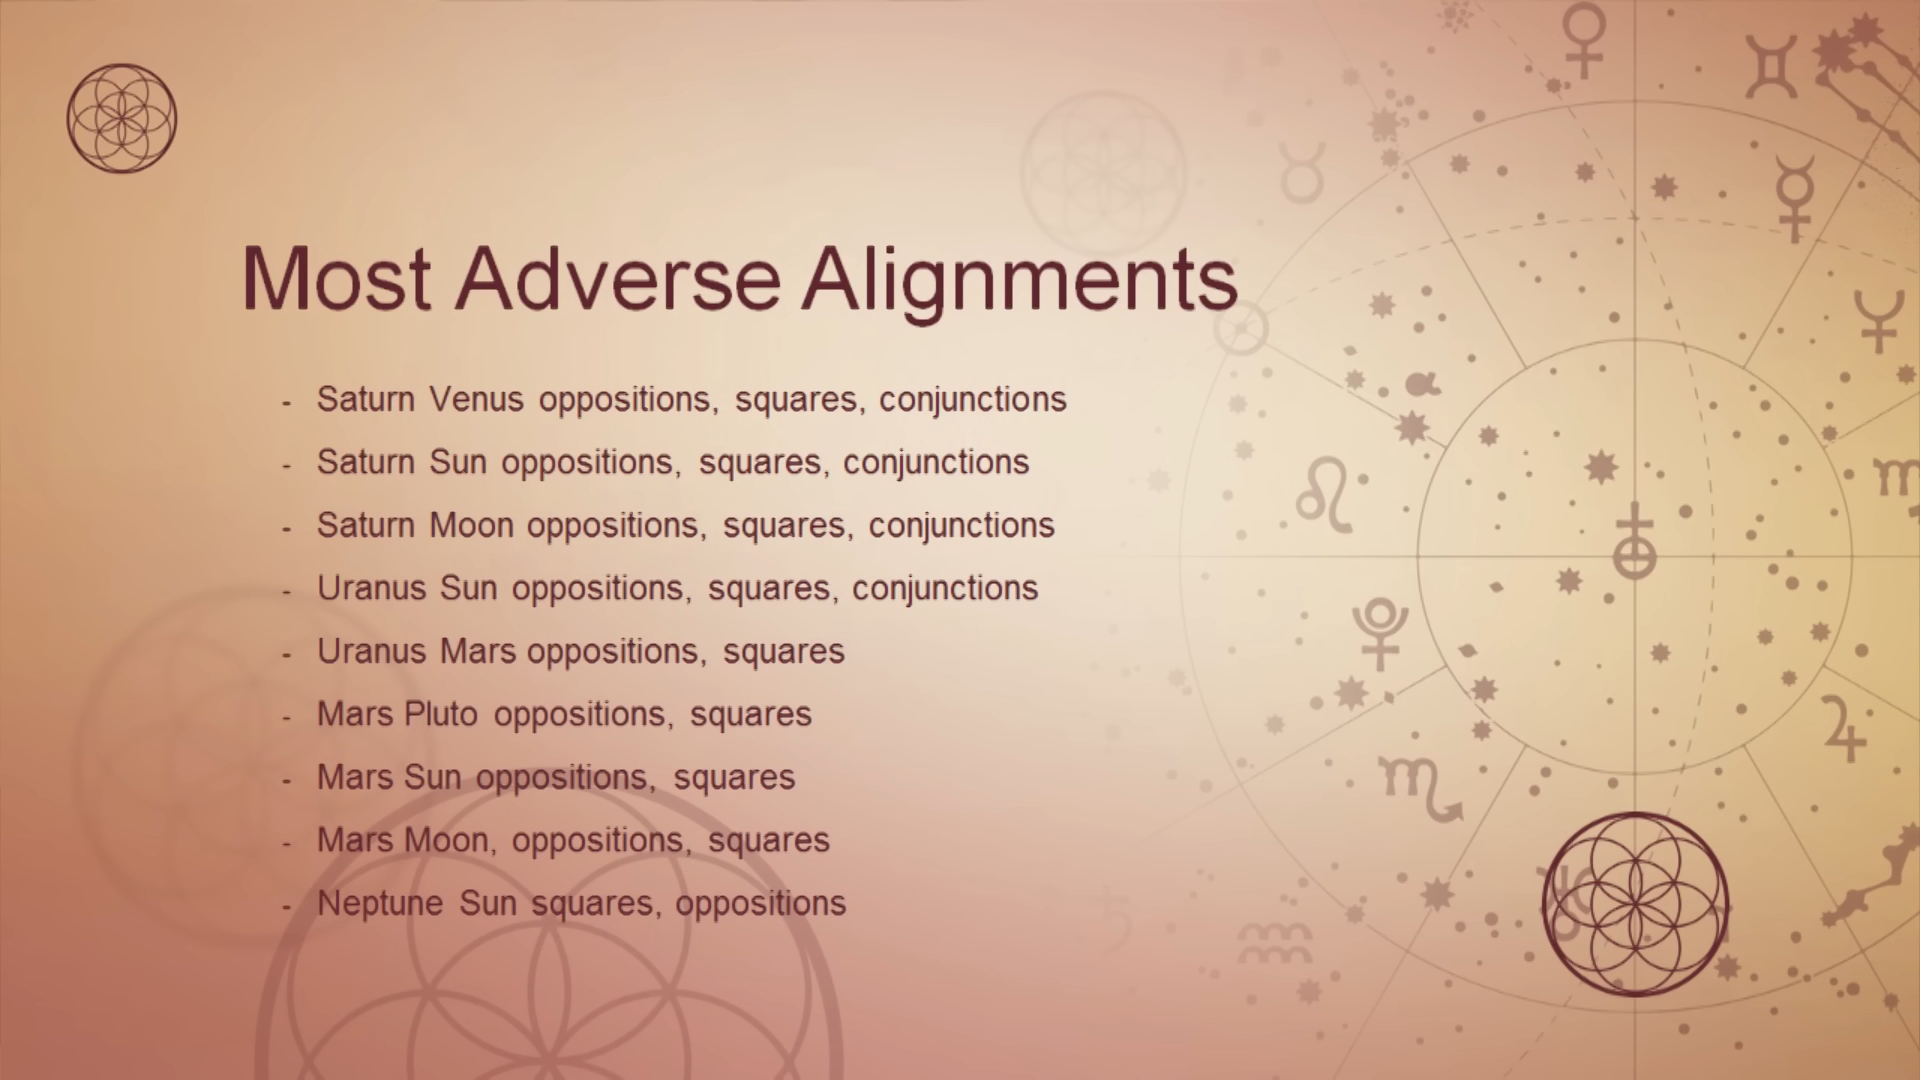 Most Adverse Alignments
- Saturn Venus oppositions, squares, conjunctions
- Saturn Sun oppositions, squares, conjunctions
- Saturn Moon oppositions, squares, conjunctions
- Uranus Sun oppositions, squares, conjunctions
- Uranus Mars oppositions, squares
- Mars Pluto oppositions, squares
- Mars Sun oppositions, squares
- Mars Moon, oppositions, squares
- Neptune Sun squares, oppositions